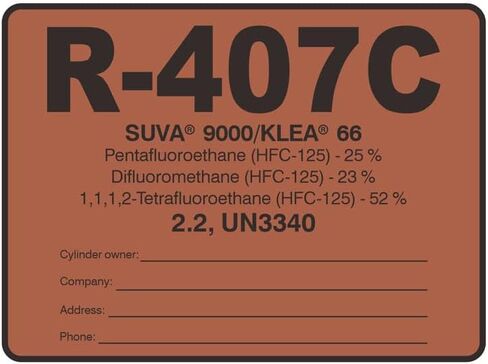 R-407C
SUVA® 9000/KLEA® 66
Pentafluoroethane (HFC-125) - 25 %
Difluoromethane (HFC-125) - 23 %
1,1,1,2-Tetrafluoroethane (HFC-125) - 52 %
2.2, UN3340
Cylinder owner:
Company:
Address:
Phone: